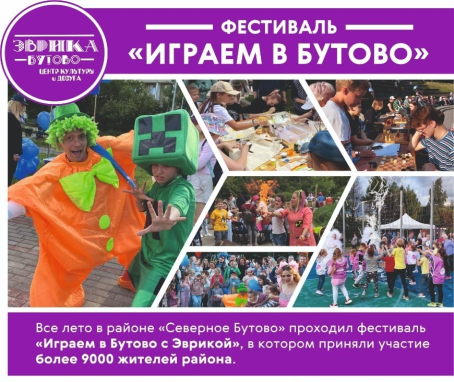 ЭВРИКА
БУТОВО
ЦЕНТР КУЛЬТУРЫ
и ДОСУГА
ФЕСТИВАЛЬ
«ИГРАЕМ В БУТОВО»
Все лето в районе «Северное Бутово» проходил фестиваль
«Играем в Бутово с Эврикой», в котором приняли участие
более 9000 жителей района.